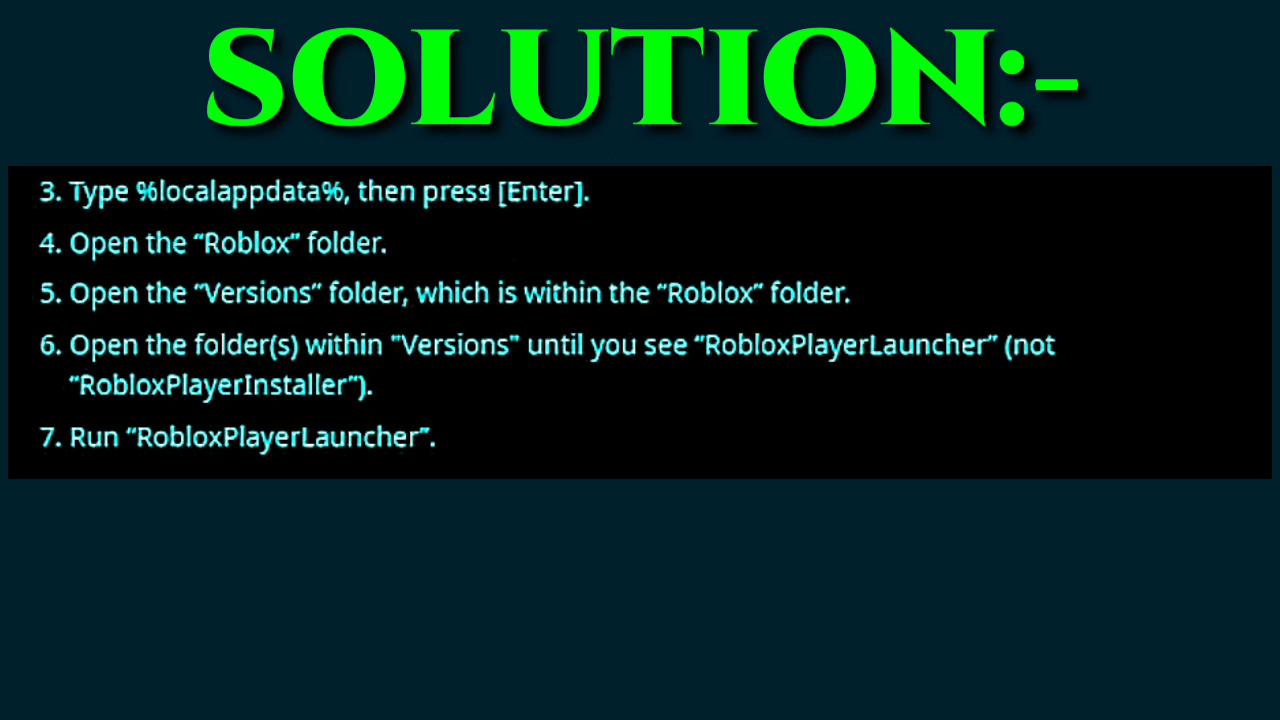 SOLUTION:-
3. Type %localappdata%, then press [Enter].
4. Open the “Roblox” folder.
5. Open the “Versions” folder, which is within the “Roblox” folder.
6. Open the folder(s) within "Versions" until you see “RobloxPlayerLauncher” (not
“RobloxPlayerInstaller”).
7. Run “RobloxPlayerLauncher”.